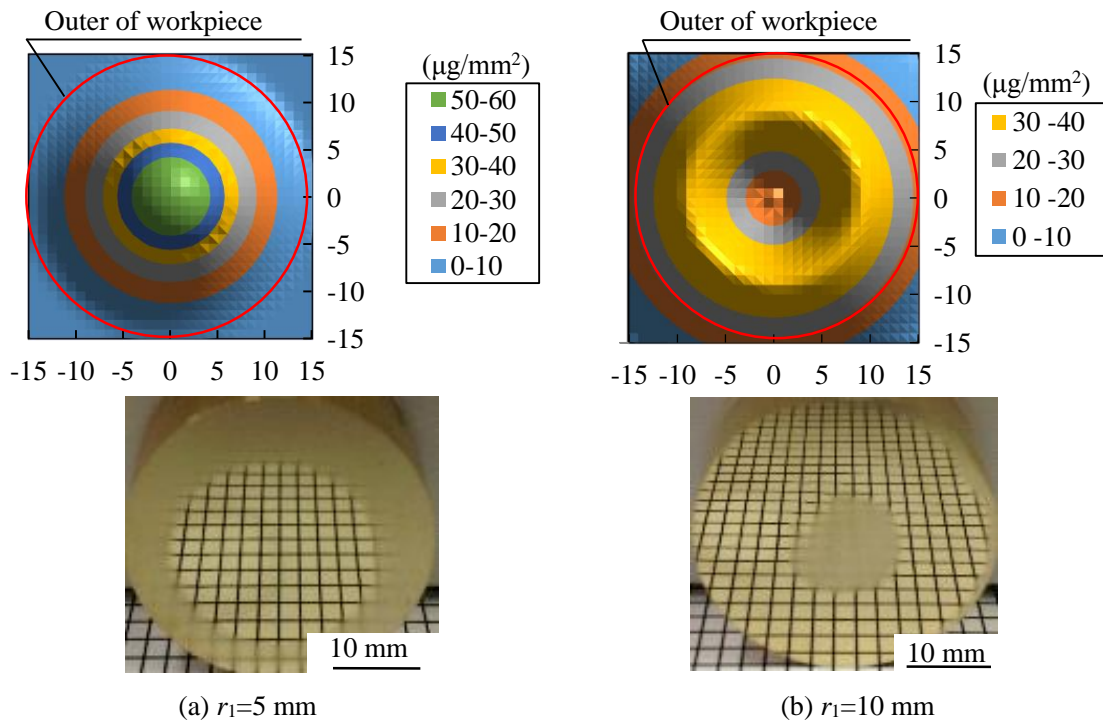 Outer of workpiece
15
10
5
0
-5
-10
-15
-15 -10 -5 0 5 10 15
(μg/mm²)
50-60
40-50
30-40
20-30
10-20
0-10
10 mm
(a) r₁=5 mm
Outer of workpiece
15
10
5
0
-5
-10
-15
-15 -10 -5 0 5 10 15
(μg/mm²)
30 -40
20 -30
10 -20
0 -10
10 mm
(b) r₁=10 mm